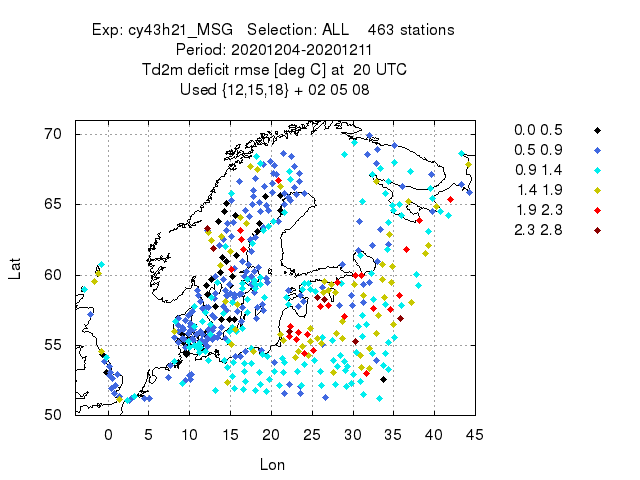 Exp: cy43h21_MSG   Selection: ALL    463 stations
Period: 20201204-20201211
Td2m deficit rmse [deg C] at  20 UTC
Used {12,15,18} + 02 05 08
70
65
60
55
50
Lat
0 5 10 15 20 25 30 35 40 45
Lon
0.0 0.5
0.5 0.9
0.9 1.4
1.4 1.9
1.9 2.3
2.3 2.8